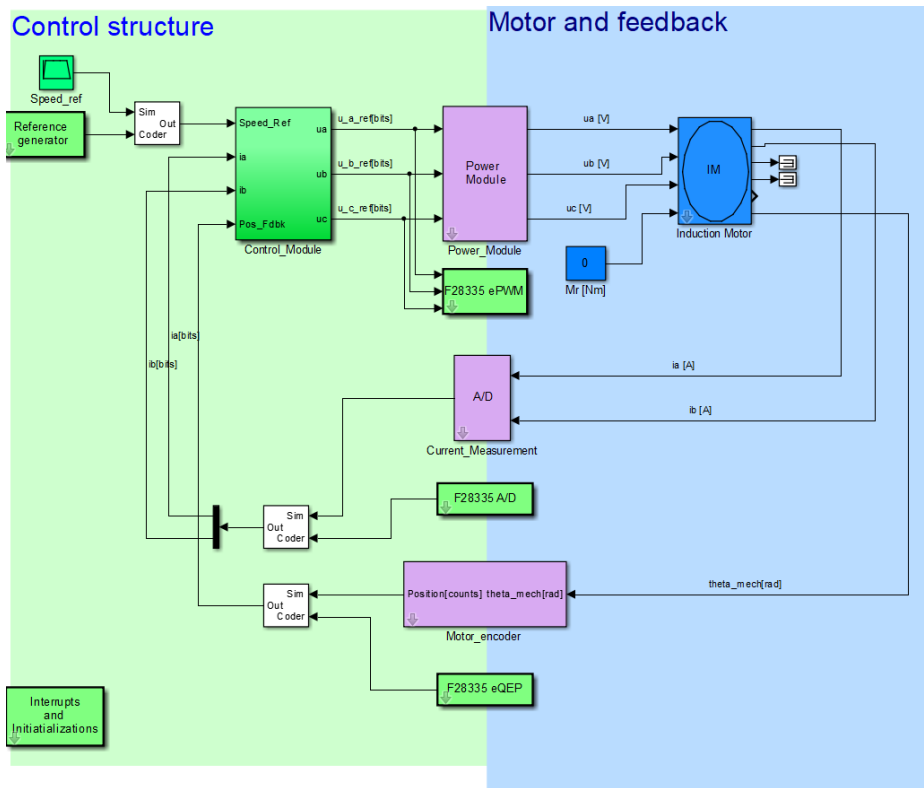 Control structure
Motor and feedback
Speed_ref
Reference
generator
Sim
Out
Coder
Speed_Ref
ia
ib
Pos_Fdbk
ua
ub
uc
Control_Module
u_a_ref[bits]
u_b_ref[bits]
u_c_ref[bits]
Power
Module
Power_Module
ua [V]
ub [V]
uc [V]
IM
Induction Motor
0
Mr [Nm]
F28335 ePWM
ia[bits]
ib[bits]
ia [A]
ib [A]
A/D
Current_Measurement
F28335 A/D
Sim
Out
Coder
Sim
Out
Coder
Position[counts] theta_mech[rad]
Motor_encoder
theta_mech[rad]
F28335 eQEP
Interrupts
and
Initiatializations